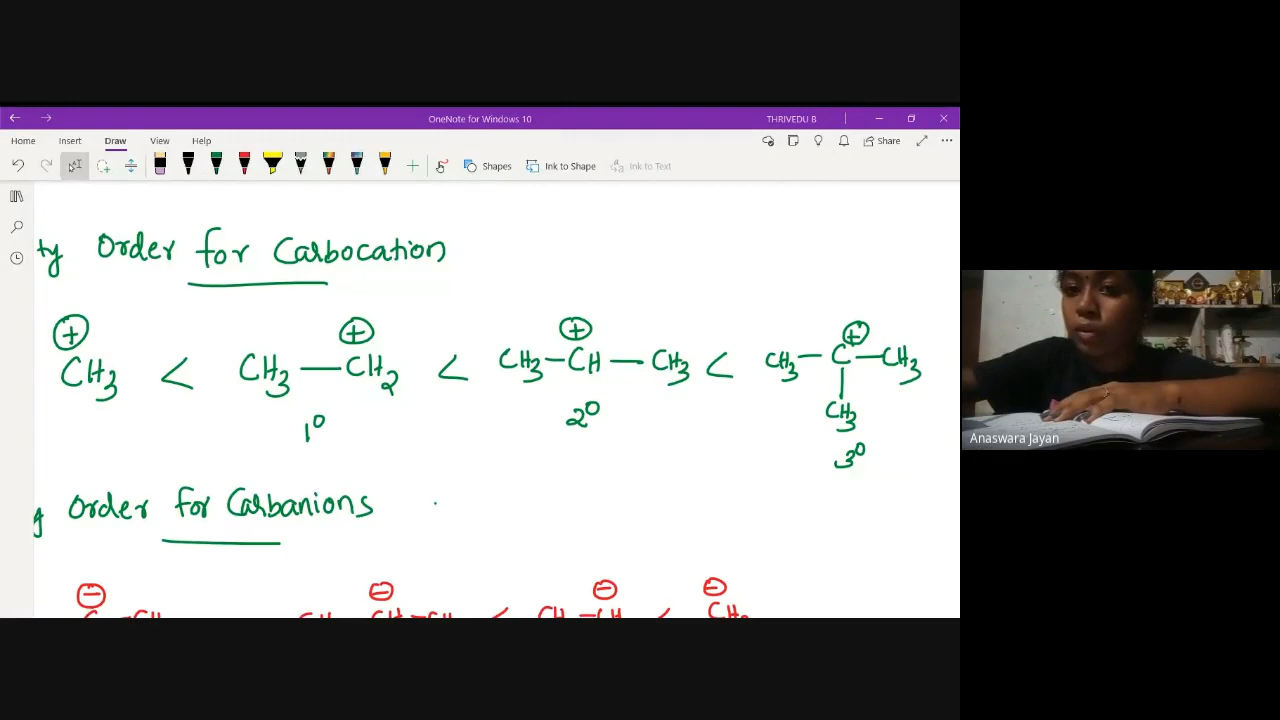 OneNote for Windows 10
THRIVEDU B
Home Insert Draw View Help
Share
Shapes Ink to Shape Ink to Text
ty Order for Carbocation
⊕ ⊕ ⊕ ⊕
CH3 < CH3—CH2 < CH3—CH—CH3 < CH3—C—CH3
CH3
1° 2° 3°
y Order for Carbanions
⊖ ⊖ ⊖ ⊖
CH3 < CH3
Anaswara Jayan